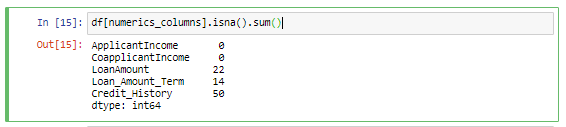 In [15]: df[numerics_columns].isna().sum()
Out[15]: ApplicantIncome 0
CoapplicantIncome 0
LoanAmount 22
Loan_Amount_Term 14
Credit_History 50
dtype: int64